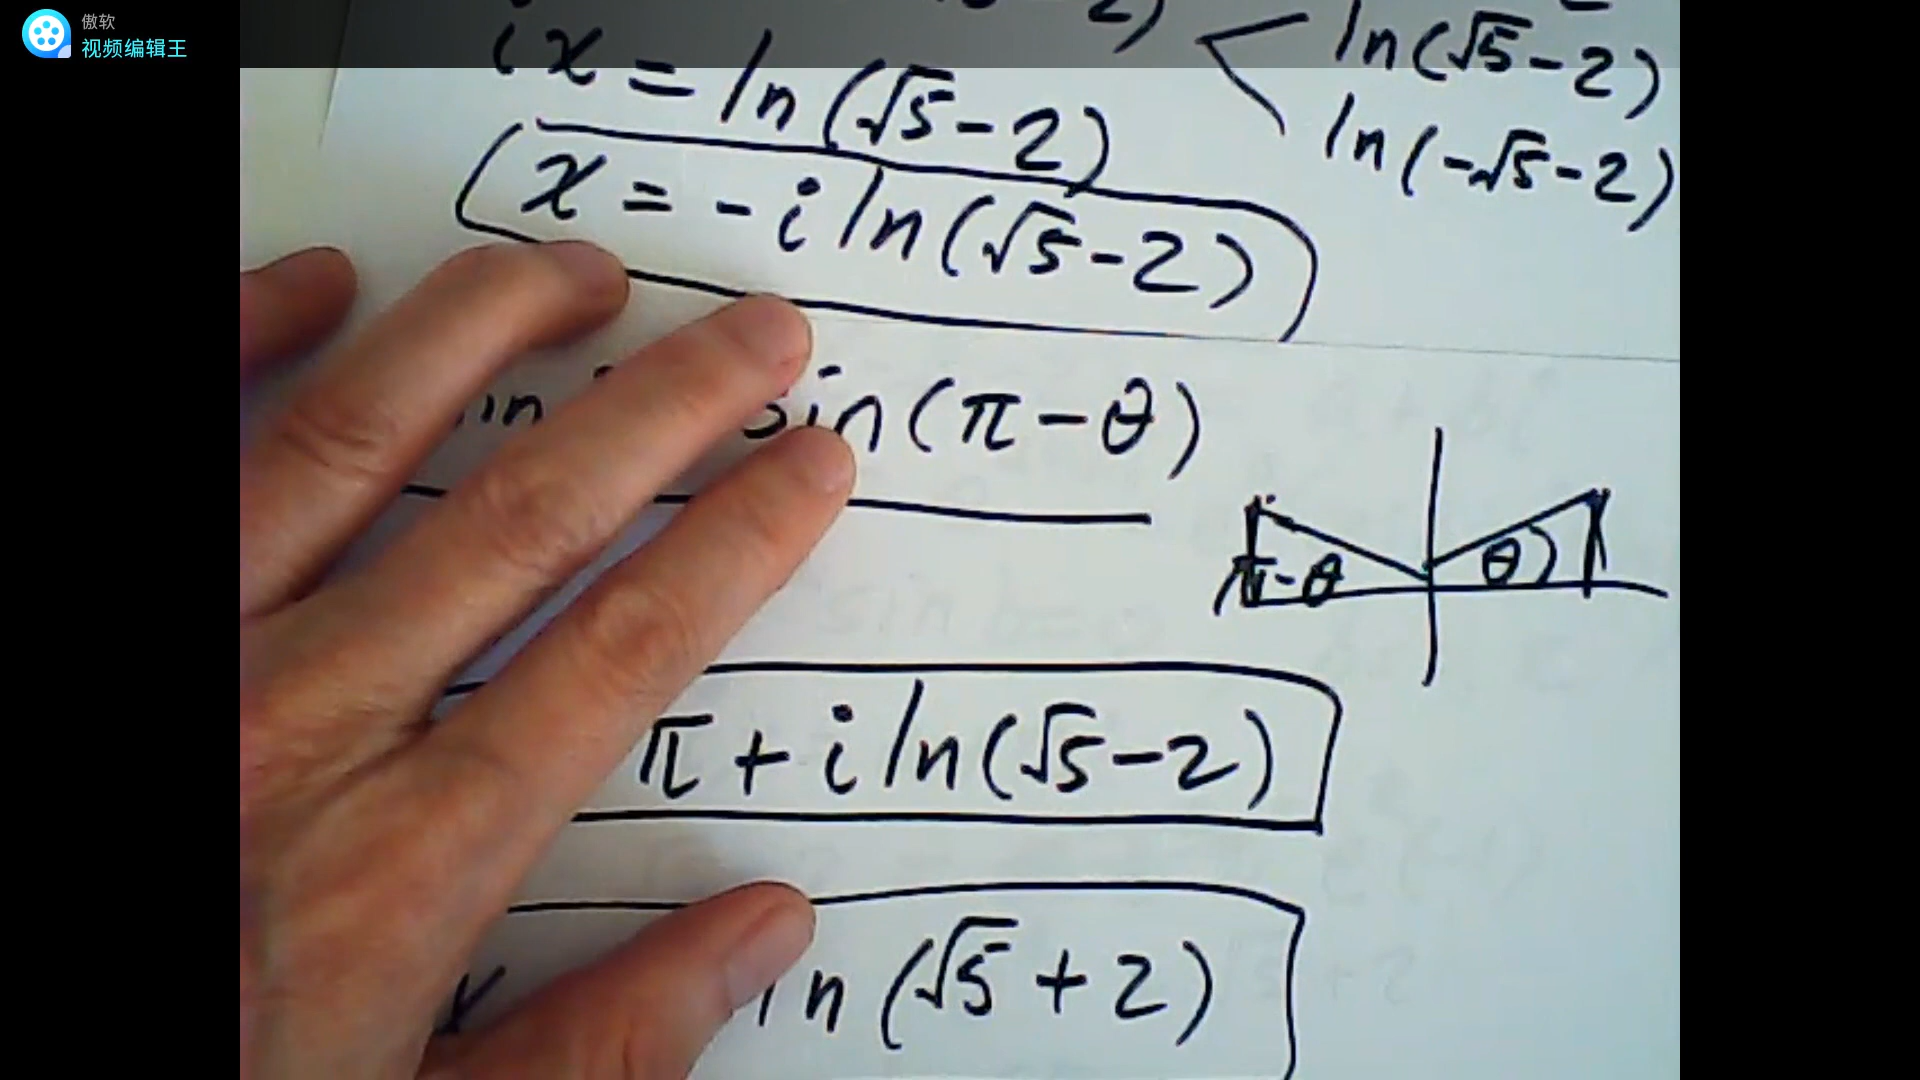 傲软
视频编辑王
ix = ln(√5-2)
ln(√5-2)
ln(-√5-2)
x = -i ln(√5-2)
sin(π-θ)
π-θ
θ
π + i ln(√5-2)
ln(√5+2)